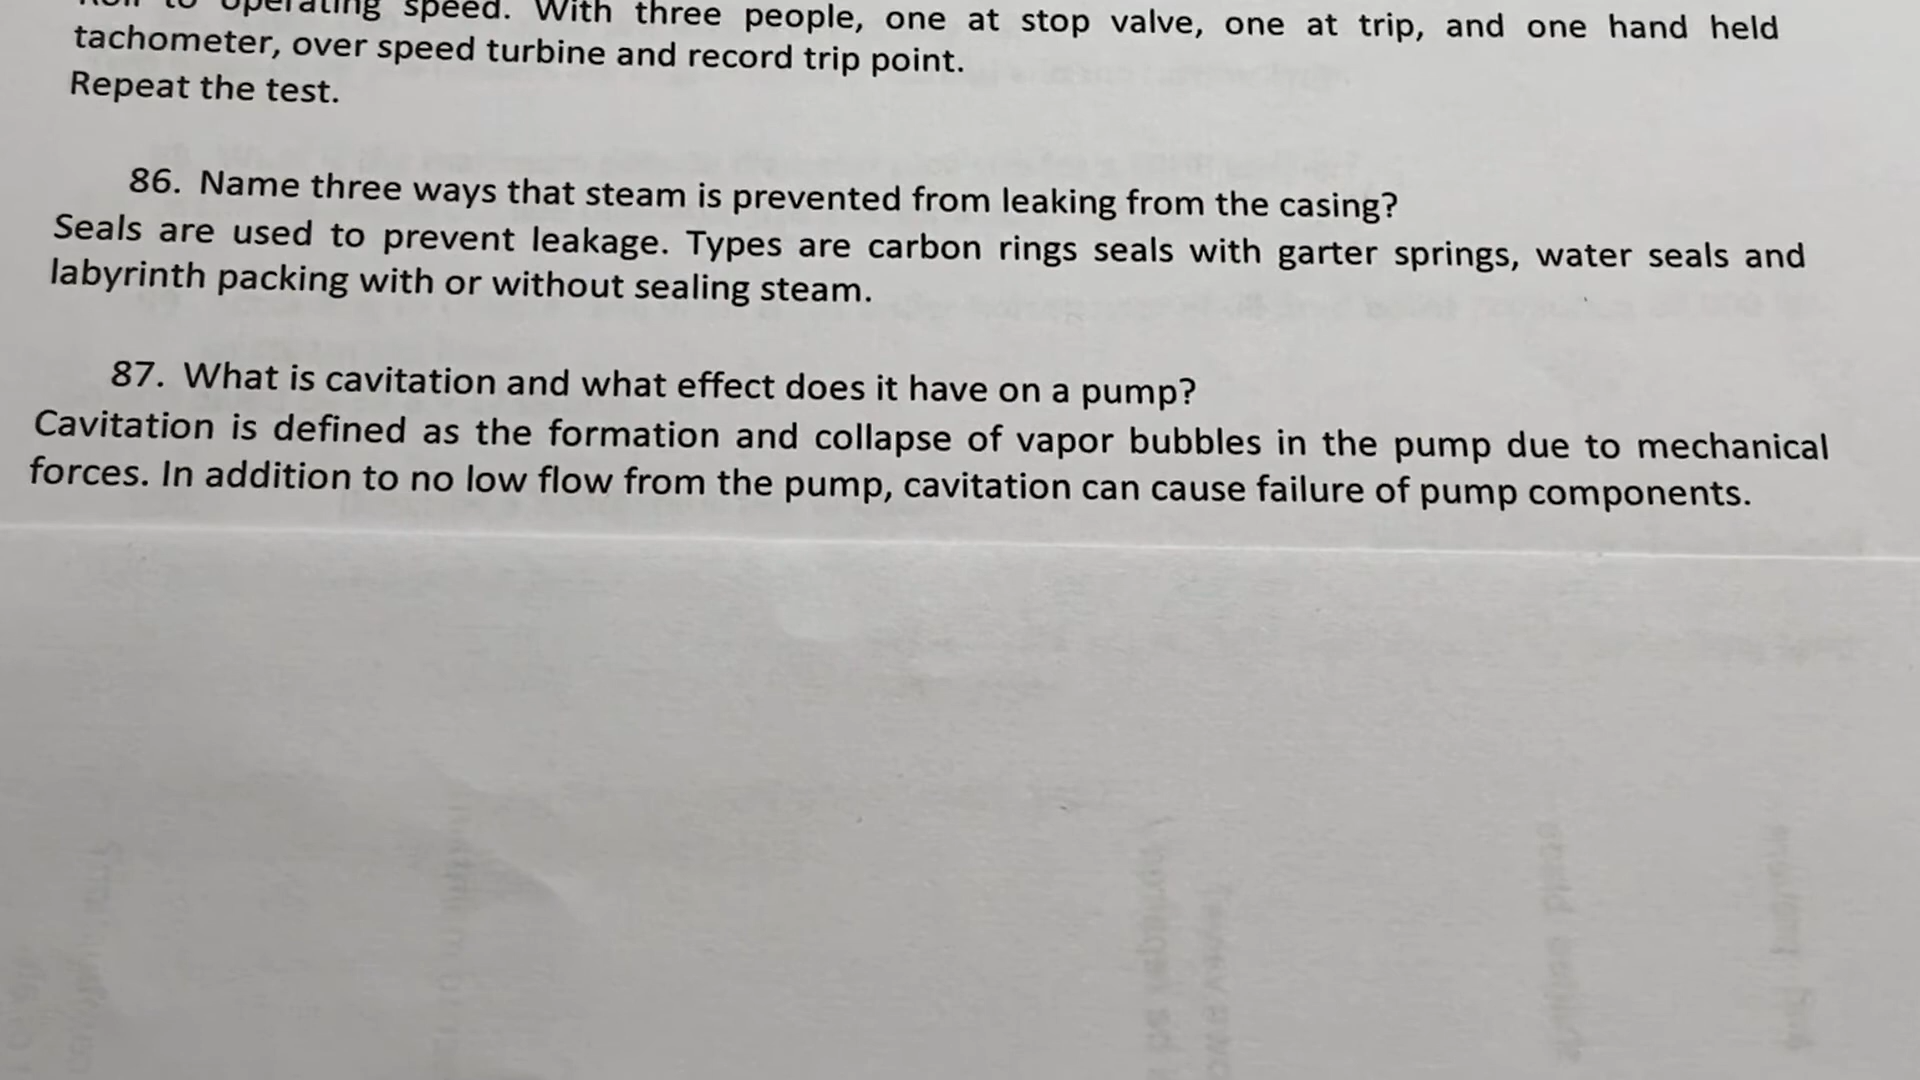 to operating speed. With three people, one at stop valve, one at trip, and one hand held
tachometer, over speed turbine and record trip point.
Repeat the test.
86. Name three ways that steam is prevented from leaking from the casing?
Seals are used to prevent leakage. Types are carbon rings seals with garter springs, water seals and
labyrinth packing with or without sealing steam.
87. What is cavitation and what effect does it have on a pump?
Cavitation is defined as the formation and collapse of vapor bubbles in the pump due to mechanical
forces. In addition to no low flow from the pump, cavitation can cause failure of pump components.